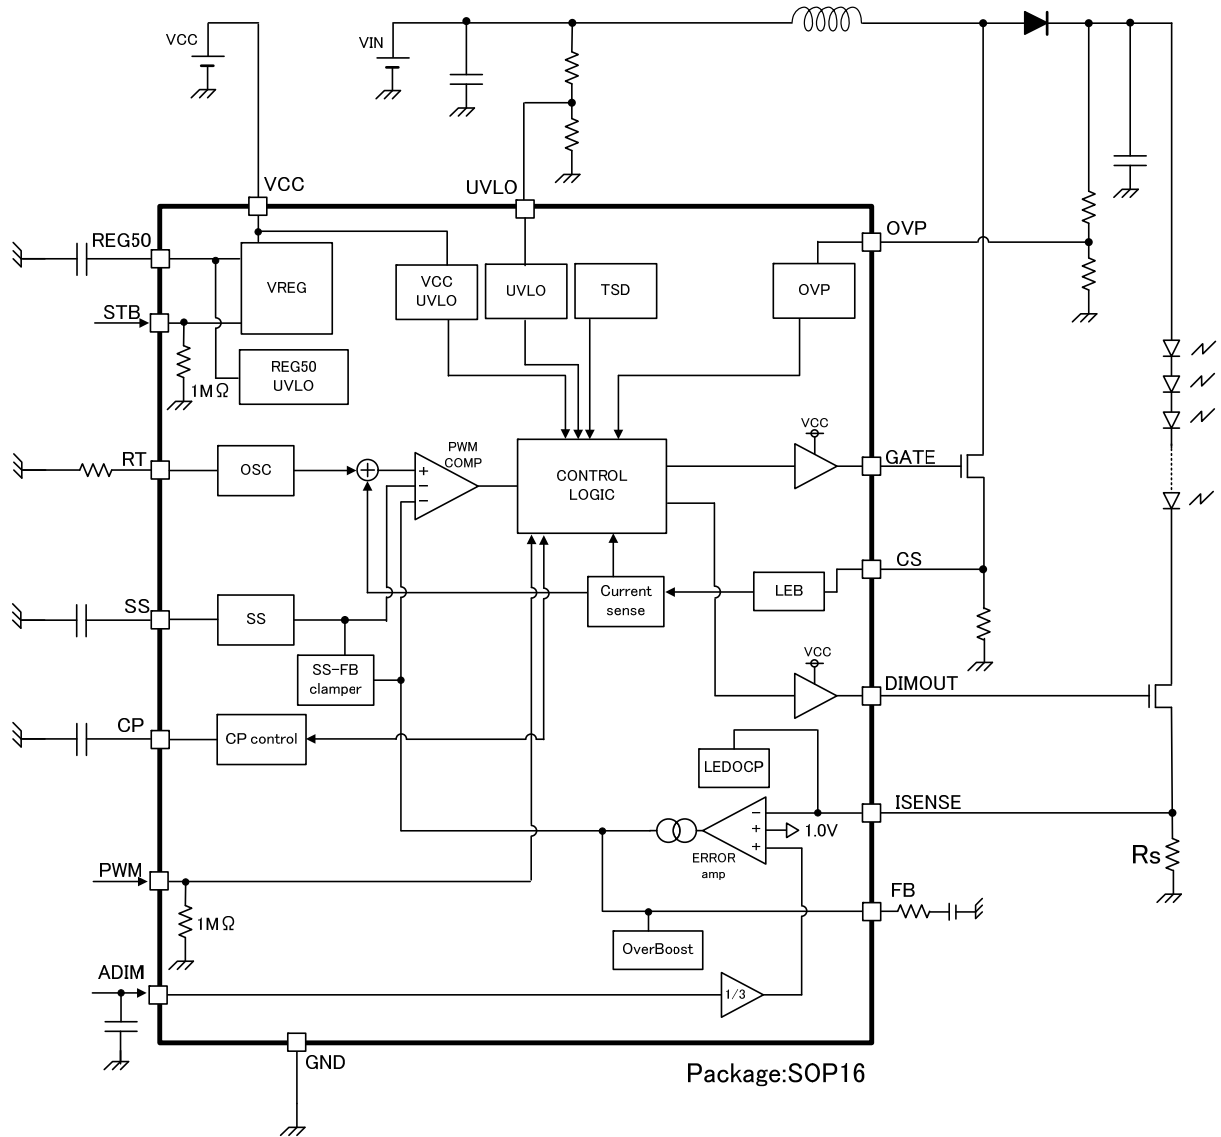 VCC
VIN
VCC
UVLO
REG50
OVP
STB
VREG
VCC
UVLO
UVLO
TSD
OVP
REG50
UVLO
1MΩ
VCC
RT
OSC
PWM
COMP
+
−
−
CONTROL
LOGIC
GATE
CS
SS
SS
Current
sense
LEB
VCC
SS-FB
clamper
DIMOUT
CP
CP control
LEDOCP
ISENSE
−
+
+
1.0V
ERROR
amp
Rs
PWM
FB
1MΩ
OverBoost
ADIM
1/3
GND
Package:SOP16